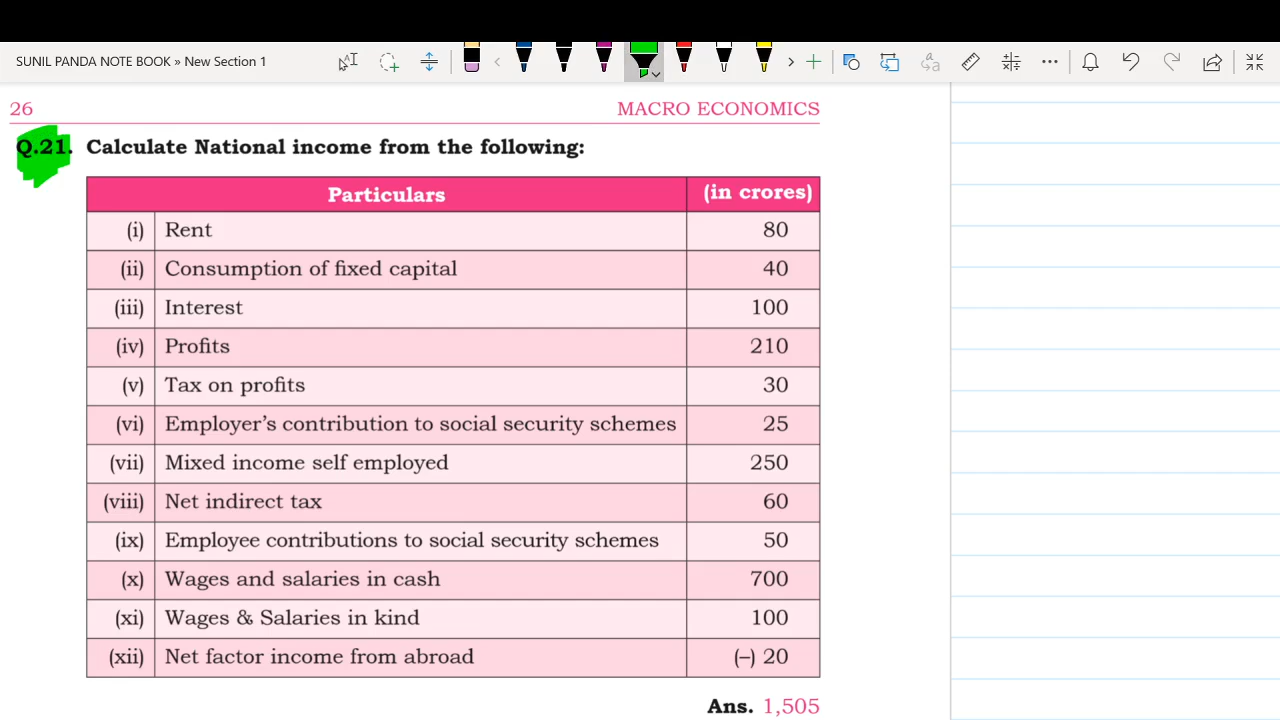 SUNIL PANDA NOTE BOOK » New Section 1
26 MACRO ECONOMICS
Q.21. Calculate National income from the following:
Particulars (in crores)
(i) Rent 80
(ii) Consumption of fixed capital 40
(iii) Interest 100
(iv) Profits 210
(v) Tax on profits 30
(vi) Employer's contribution to social security schemes 25
(vii) Mixed income self employed 250
(viii) Net indirect tax 60
(ix) Employee contributions to social security schemes 50
(x) Wages and salaries in cash 700
(xi) Wages & Salaries in kind 100
(xii) Net factor income from abroad (–) 20
Ans. 1,505